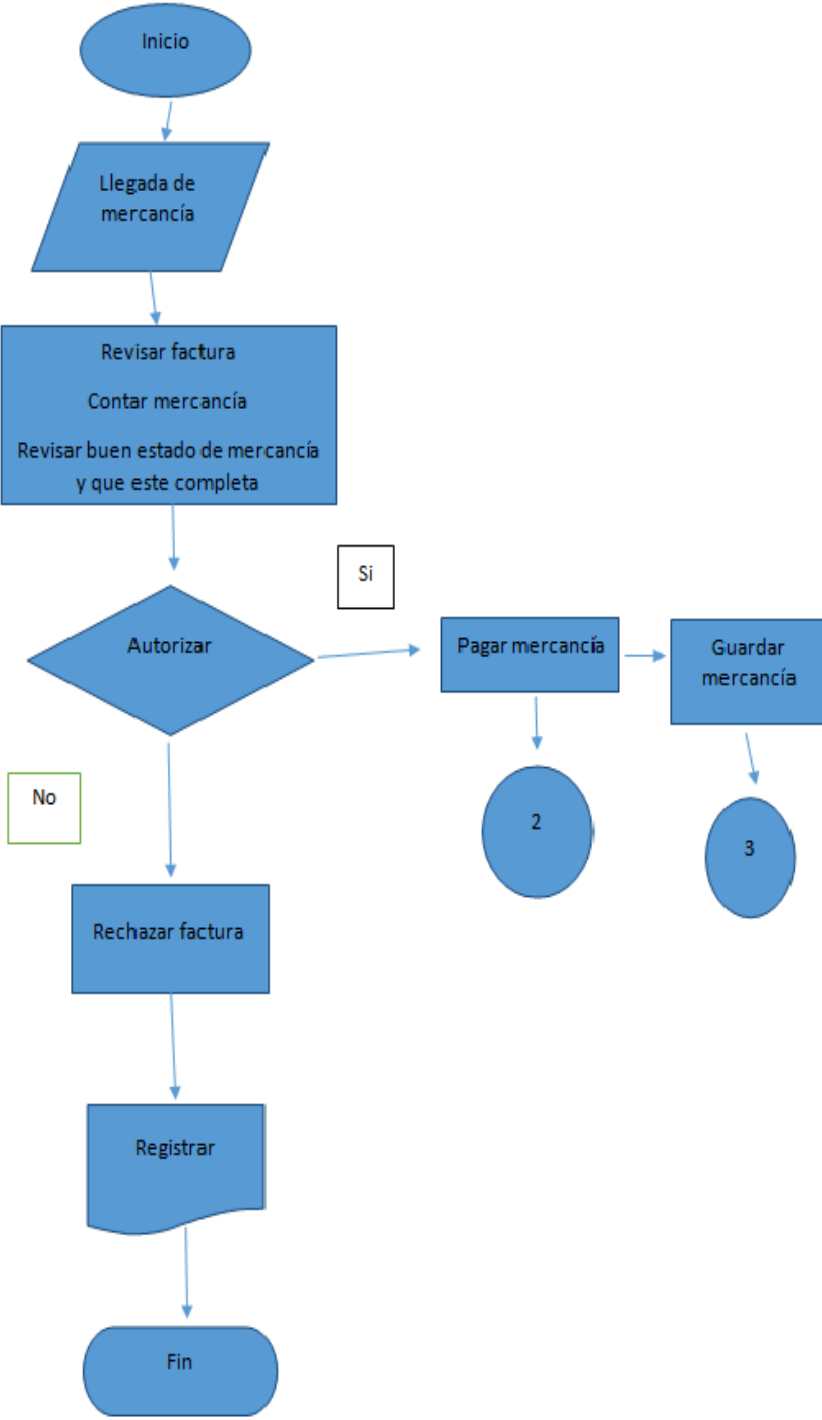 Inicio
Llegada de
mercancía
Revisar factura
Contar mercancía
Revisar buen estado de mercancía
y que este completa
Si
Autorizar
Pagar mercancía
Guardar
mercancía
No
2
3
Rechazar factura
Registrar
Fin